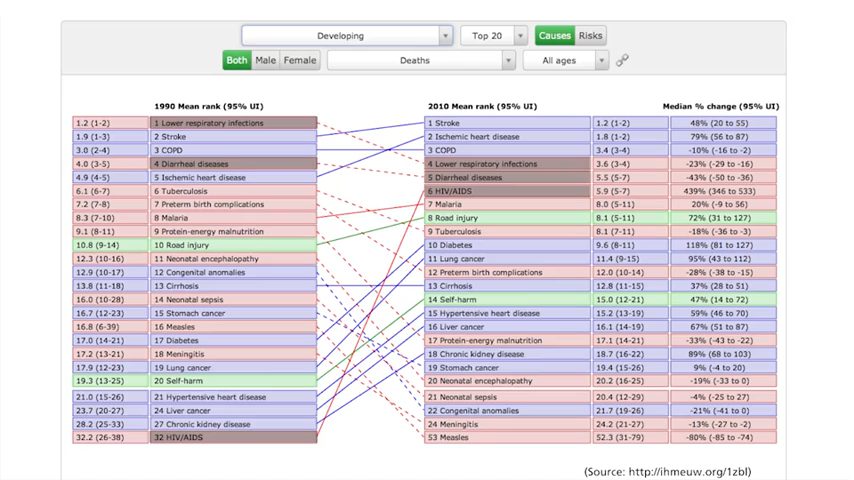 Developing Top 20 Causes Risks
Both Male Female Deaths All ages
1990 Mean rank (95% UI) 2010 Mean rank (95% UI) Median % change (95% UI)
1.2 (1-2) 1 Lower respiratory infections 1 Stroke 1.2 (1-2) 48% (20 to 55)
1.9 (1-3) 2 Stroke 2 Ischemic heart disease 1.8 (1-2) 79% (56 to 87)
3.0 (2-4) 3 COPD 3 COPD 3.4 (3-4) -10% (-16 to -2)
4.0 (3-5) 4 Diarrheal diseases 4 Lower respiratory infections 3.6 (3-4) -23% (-29 to -16)
4.9 (4-5) 5 Ischemic heart disease 5 Diarrheal diseases 5.5 (5-7) -43% (-50 to -36)
6.1 (6-7) 6 Tuberculosis 6 HIV/AIDS 5.9 (5-7) 439% (346 to 533)
7.2 (7-8) 7 Preterm birth complications 7 Malaria 8.0 (5-11) 20% (-9 to 56)
8.3 (7-10) 8 Malaria 8 Road injury 8.1 (5-11) 72% (31 to 127)
9.1 (8-11) 9 Protein-energy malnutrition 9 Tuberculosis 8.1 (7-11) -18% (-36 to -3)
10.8 (9-14) 10 Road injury 10 Diabetes 9.6 (8-11) 118% (81 to 127)
12.3 (10-16) 11 Neonatal encephalopathy 11 Lung cancer 11.4 (9-15) 95% (43 to 112)
12.9 (10-17) 12 Congenital anomalies 12 Preterm birth complications 12.0 (10-14) -28% (-38 to -15)
13.8 (11-18) 13 Cirrhosis 13 Cirrhosis 12.8 (11-15) 37% (28 to 51)
16.0 (10-28) 14 Neonatal sepsis 14 Self-harm 15.0 (12-21) 47% (14 to 72)
16.7 (12-23) 15 Stomach cancer 15 Hypertensive heart disease 15.2 (13-19) 59% (46 to 70)
16.8 (6-39) 16 Measles 16 Liver cancer 16.1 (14-19) 67% (51 to 87)
17.0 (14-21) 17 Diabetes 17 Protein-energy malnutrition 17.1 (14-21) -33% (-43 to -22)
17.2 (13-21) 18 Meningitis 18 Chronic kidney disease 18.7 (16-22) 89% (68 to 103)
17.9 (12-23) 19 Lung cancer 19 Stomach cancer 19.4 (15-26) 9% (-4 to 20)
19.3 (13-25) 20 Self-harm 20 Neonatal encephalopathy 20.2 (16-25) -19% (-33 to 0)
21.0 (15-26) 21 Hypertensive heart disease 21 Neonatal sepsis 20.4 (12-29) -4% (-25 to 27)
23.7 (20-27) 24 Liver cancer 22 Congenital anomalies 21.7 (19-26) -21% (-41 to 0)
28.2 (25-33) 27 Chronic kidney disease 24 Meningitis 24.2 (21-27) -13% (-27 to -2)
32.2 (26-38) 32 HIV/AIDS 53 Measles 52.3 (31-79) -80% (-85 to -74)
(Source: http://ihmeuw.org/1zbl)